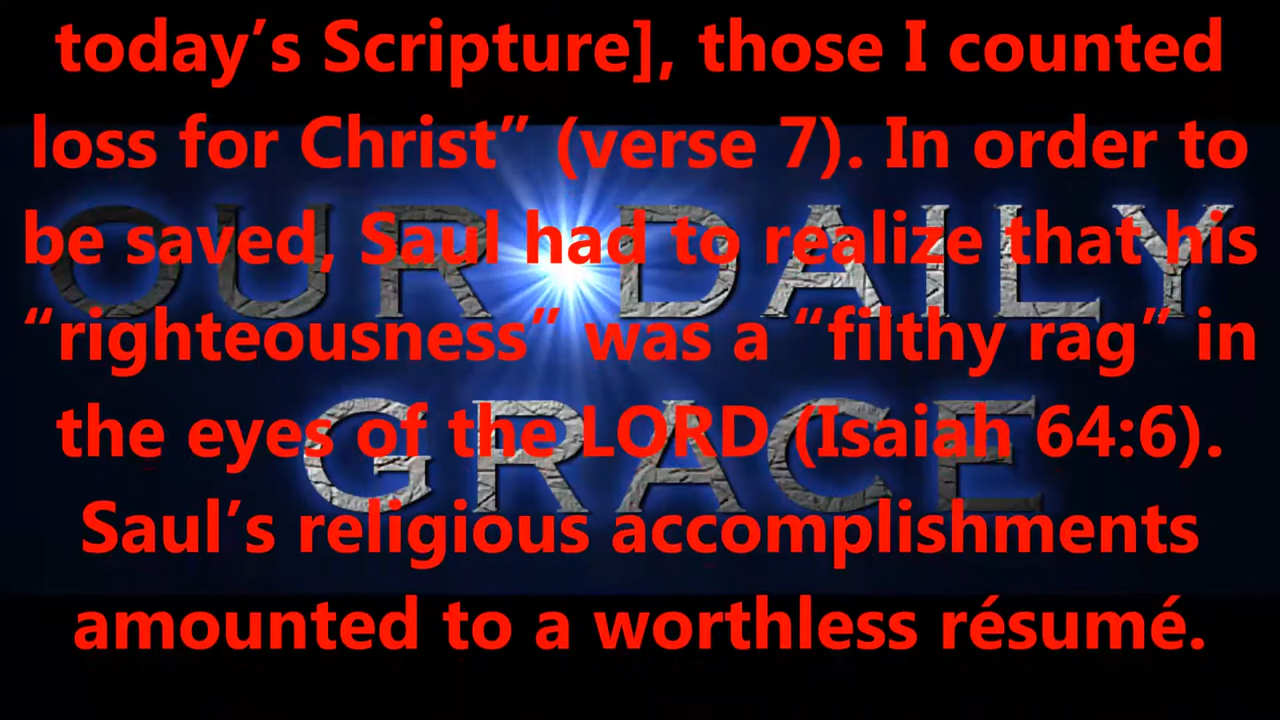 today’s Scripture], those I counted
loss for Christ” (verse 7). In order to
be saved, Saul had to realize that his
“righteousness” was a “filthy rag” in
the eyes of the LORD (Isaiah 64:6).
Saul’s religious accomplishments
amounted to a worthless résumé.
OUR DAILY
GRACE